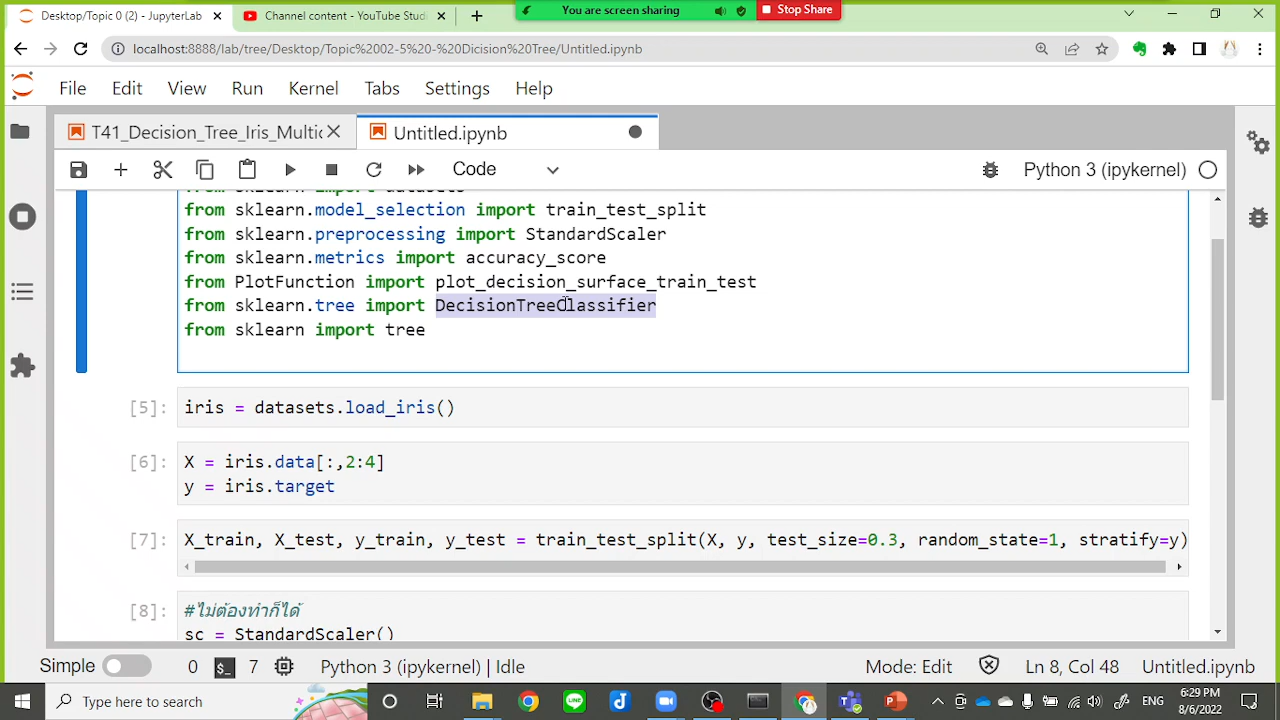 Desktop/Topic 0 (2) - JupyterLab
Channel content - YouTube Studi
You are screen sharing
Stop Share
localhost:8888/lab/tree/Desktop/Topic%2002-5%20-%20Dicision%20Tree/Untitled.ipynb
File Edit View Run Kernel Tabs Settings Help
T41_Decision_Tree_Iris_Multic
Untitled.ipynb
Code
Python 3 (ipykernel)
from sklearn import datasets
from sklearn.model_selection import train_test_split
from sklearn.preprocessing import StandardScaler
from sklearn.metrics import accuracy_score
from PlotFunction import plot_decision_surface_train_test
from sklearn.tree import DecisionTreeClassifier
from sklearn import tree
[5]: iris = datasets.load_iris()
[6]: X = iris.data[:,2:4]
y = iris.target
[7]: X_train, X_test, y_train, y_test = train_test_split(X, y, test_size=0.3, random_state=1, stratify=y)
[8]: #ไม่ต้องทำก็ได้
sc = StandardScaler()
Simple 0 7 Python 3 (ipykernel) | Idle Mode: Edit Ln 8, Col 48 Untitled.ipynb
Type here to search
ENG
6:29 PM
8/6/2022